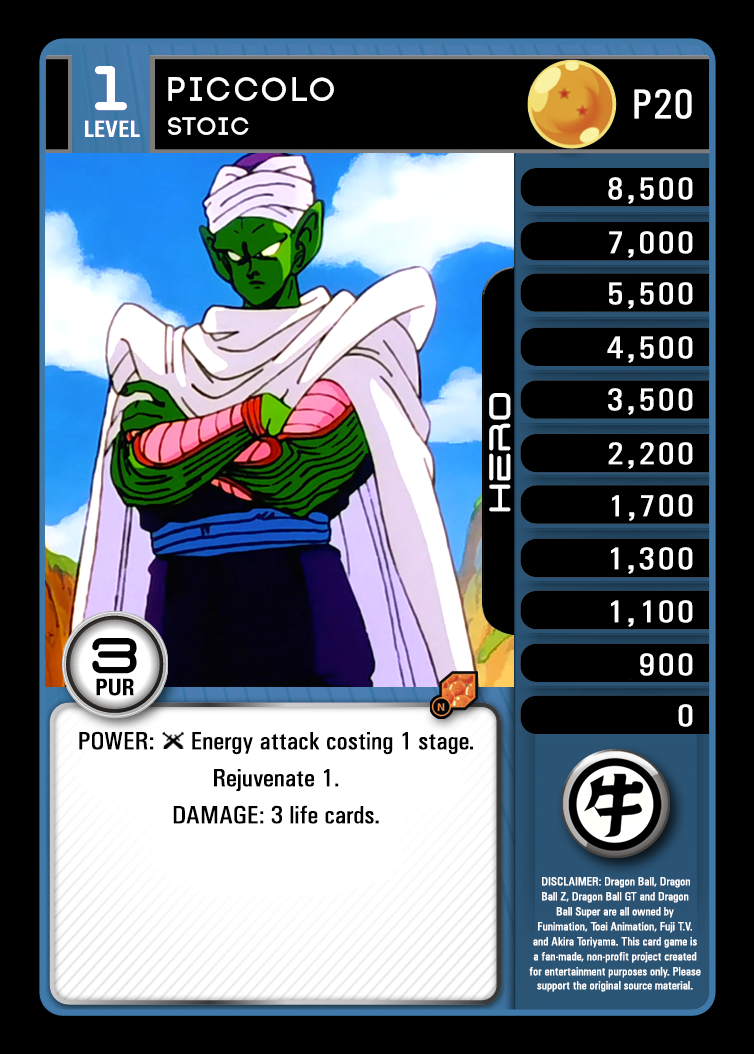 1
LEVEL
PICCOLO
STOIC
P20
8,500
7,000
5,500
4,500
3,500
2,200
1,700
1,300
1,100
900
0
HERO
3
PUR
N
POWER: Energy attack costing 1 stage.
Rejuvenate 1.
DAMAGE: 3 life cards.
牛
DISCLAIMER: Dragon Ball, Dragon
Ball Z, Dragon Ball GT and Dragon
Ball Super are all owned by
Funimation, Toei Animation, Fuji T.V.
and Akira Toriyama. This card game is
a fan-made, non-profit project created
for entertainment purposes only. Please
support the original source material.